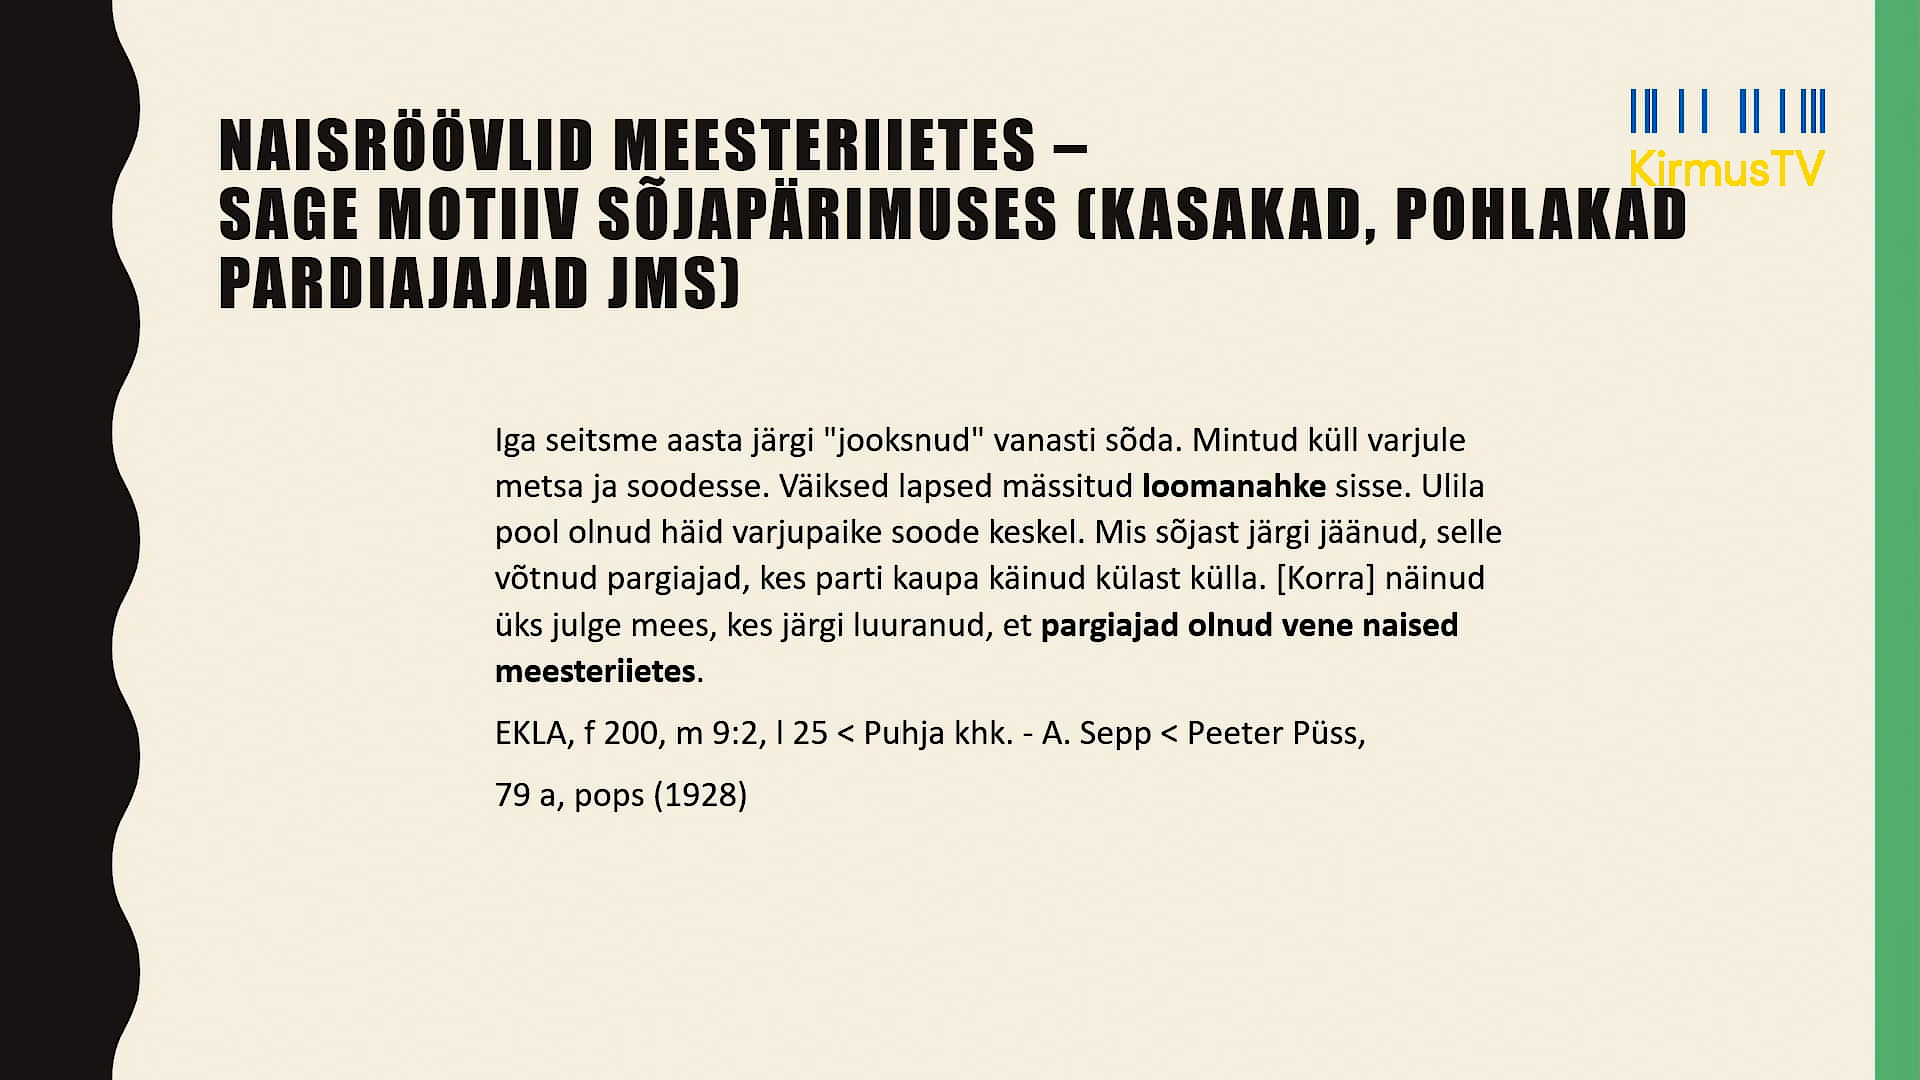 NAISRÖÖVLID MEESTERIIETES –
SAGE MOTIIV SÕJAPÄRIMUSES (KASAKAD, POHLAKAD
PARDIAJAJAD JMS)
KirmusTV
Iga seitsme aasta järgi "jooksnud" vanasti sõda. Mintud küll varjule
metsa ja soodesse. Väiksed lapsed mässitud loomanahke sisse. Ulila
pool olnud häid varjupaike soode keskel. Mis sõjast järgi jäänud, selle
võtnud pargiajad, kes parti kaupa käinud külast külla. [Korra] näinud
üks julge mees, kes järgi luuranud, et pargiajad olnud vene naised
meesteriietes.
EKLA, f 200, m 9:2, l 25 < Puhja khk. - A. Sepp < Peeter Püss,
79 a, pops (1928)